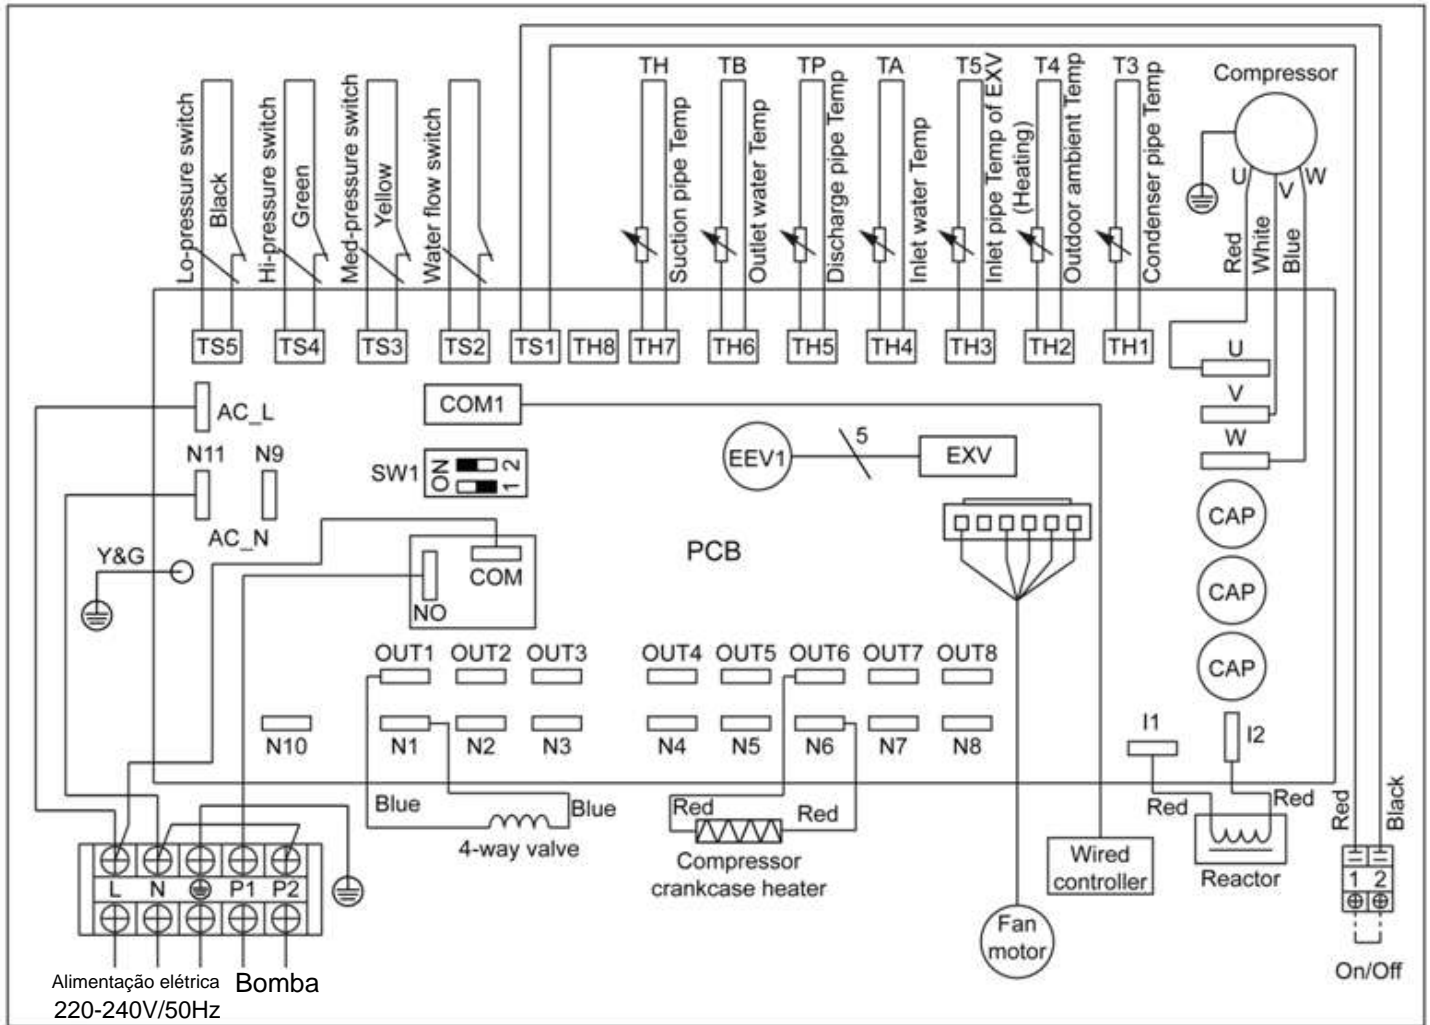 TH TB TP TA T5 T4 T3
Compressor
Lo-pressure switch
Black
Hi-pressure switch
Green
Med-pressure switch
Yellow
Water flow switch
Suction pipe Temp
Outlet water Temp
Discharge pipe Temp
Inlet water Temp
Inlet pipe Temp of EXV
(Heating)
Outdoor ambient Temp
Condenser pipe Temp
U V W
Red
White
Blue
TS5 TS4 TS3 TS2 TS1 TH8 TH7 TH6 TH5 TH4 TH3 TH2 TH1
U
AC_L
COM1
V
N11 N9
SW1
ON
1 2
EEV1
5
EXV
W
AC_N
CAP
Y&G
COM
NO
PCB
CAP
OUT1 OUT2 OUT3 OUT4 OUT5 OUT6 OUT7 OUT8
CAP
N10 N1 N2 N3 N4 N5 N6 N7 N8
I1
I2
Blue
Blue
4-way valve
Red
Red
Compressor
crankcase heater
Wired
controller
Red
Red
Reactor
Red
Black
L N P1 P2
1 2
Fan
motor
On/Off
Alimentação elétrica
Bomba
220-240V/50Hz